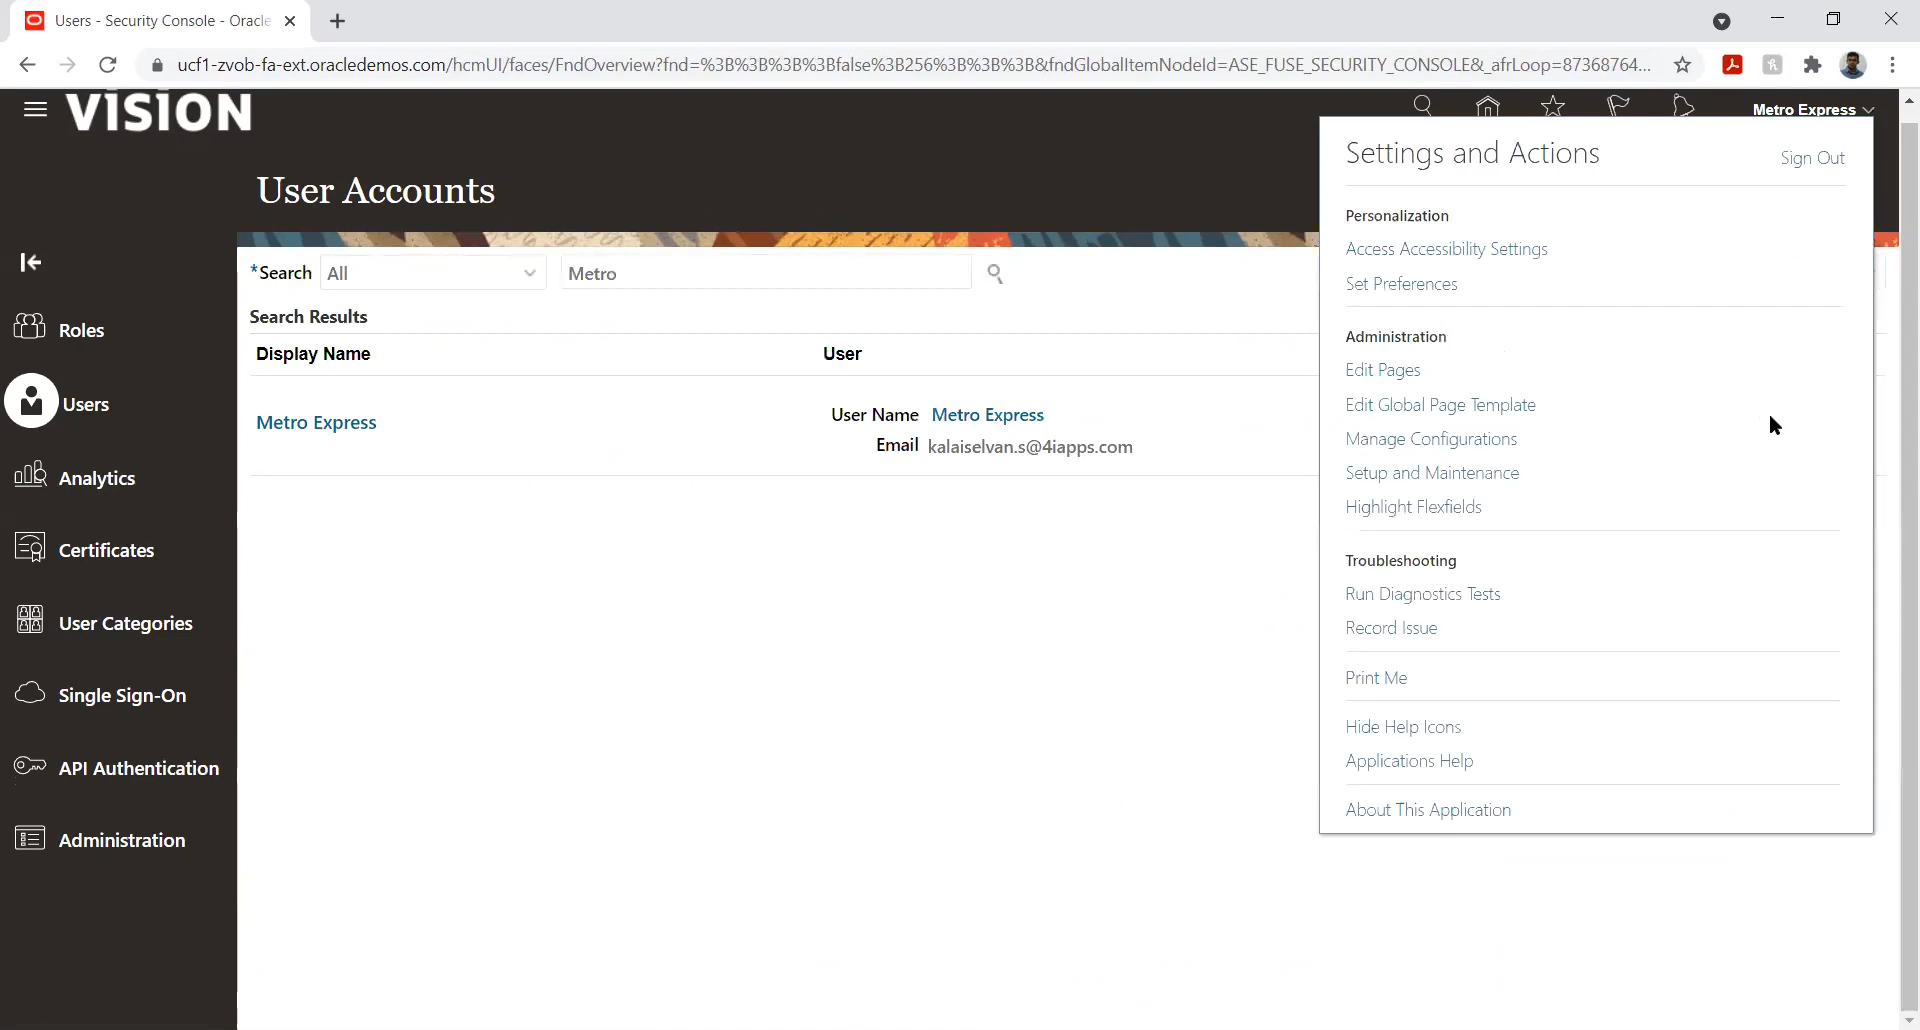 Users - Security Console - Oracle
ucf1-zvob-fa-ext.oracledemos.com/hcmUI/faces/FndOverview?fnd=%3B%3B%3B%3Bfalse%3B256%3B%3B%3B&fndGlobalItemNodeId=ASE_FUSE_SECURITY_CONSOLE&_afrLoop=87368764...
VISION
Metro Express
User Accounts
Settings and Actions
Sign Out
Personalization
Access Accessibility Settings
Set Preferences
Administration
Edit Pages
Edit Global Page Template
Manage Configurations
Setup and Maintenance
Highlight Flexfields
Troubleshooting
Run Diagnostics Tests
Record Issue
Print Me
Hide Help Icons
Applications Help
About This Application
*Search All Metro
Search Results
Display Name User
Metro Express
User Name Metro Express
Email kalaiselvan.s@4iapps.com
Roles
Users
Analytics
Certificates
User Categories
Single Sign-On
API Authentication
Administration